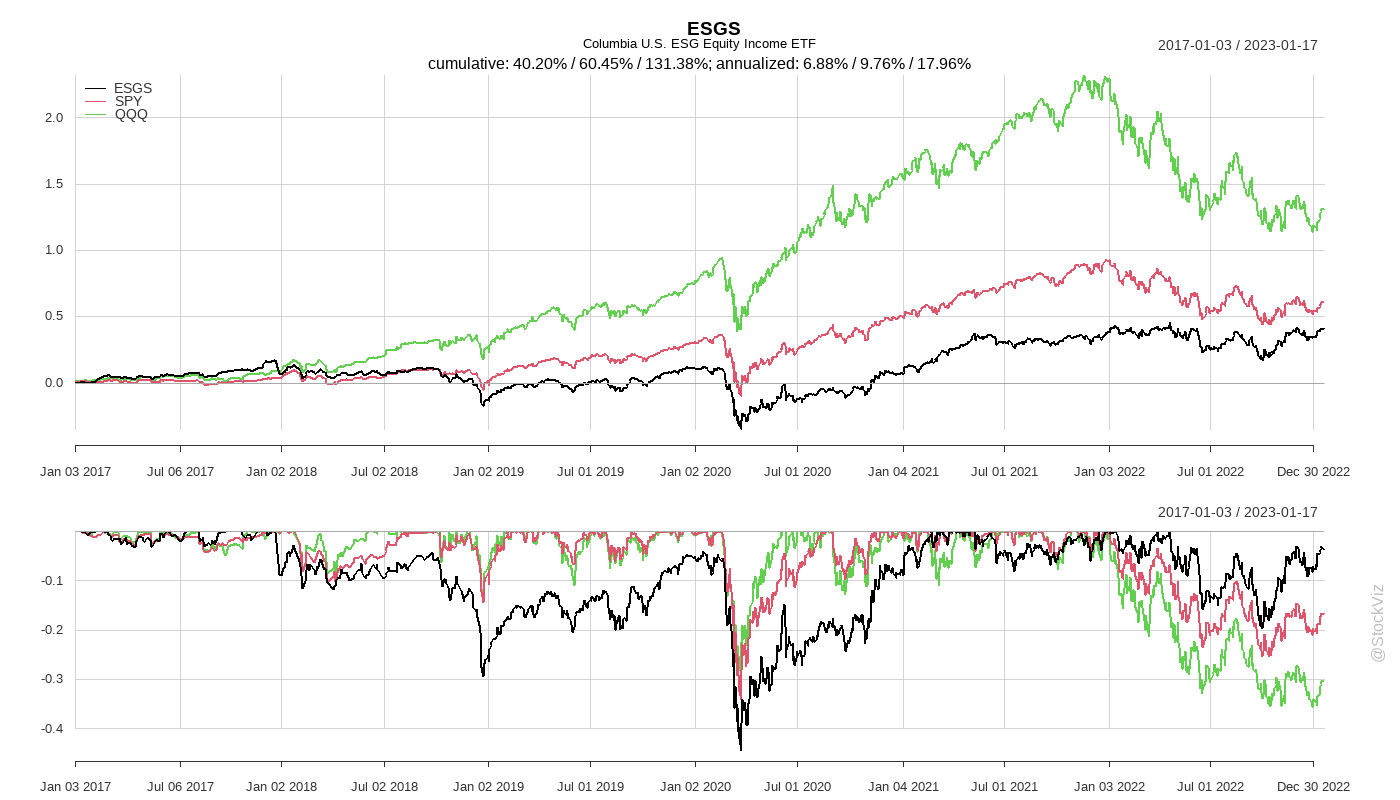 ESGS
Columbia U.S. ESG Equity Income ETF
2017-01-03 / 2023-01-17
cumulative: 40.20% / 60.45% / 131.38%; annualized: 6.88% / 9.76% / 17.96%
ESGS
SPY
QQQ
2.0
1.5
1.0
0.5
0.0
Jan 03 2017 Jul 06 2017 Jan 02 2018 Jul 02 2018 Jan 02 2019 Jul 01 2019 Jan 02 2020 Jul 01 2020 Jan 04 2021 Jul 01 2021 Jan 03 2022 Jul 01 2022 Dec 30 2022
2017-01-03 / 2023-01-17
-0.1
-0.2
-0.3
-0.4
Jan 03 2017 Jul 06 2017 Jan 02 2018 Jul 02 2018 Jan 02 2019 Jul 01 2019 Jan 02 2020 Jul 01 2020 Jan 04 2021 Jul 01 2021 Jan 03 2022 Jul 01 2022 Dec 30 2022
@StockViz